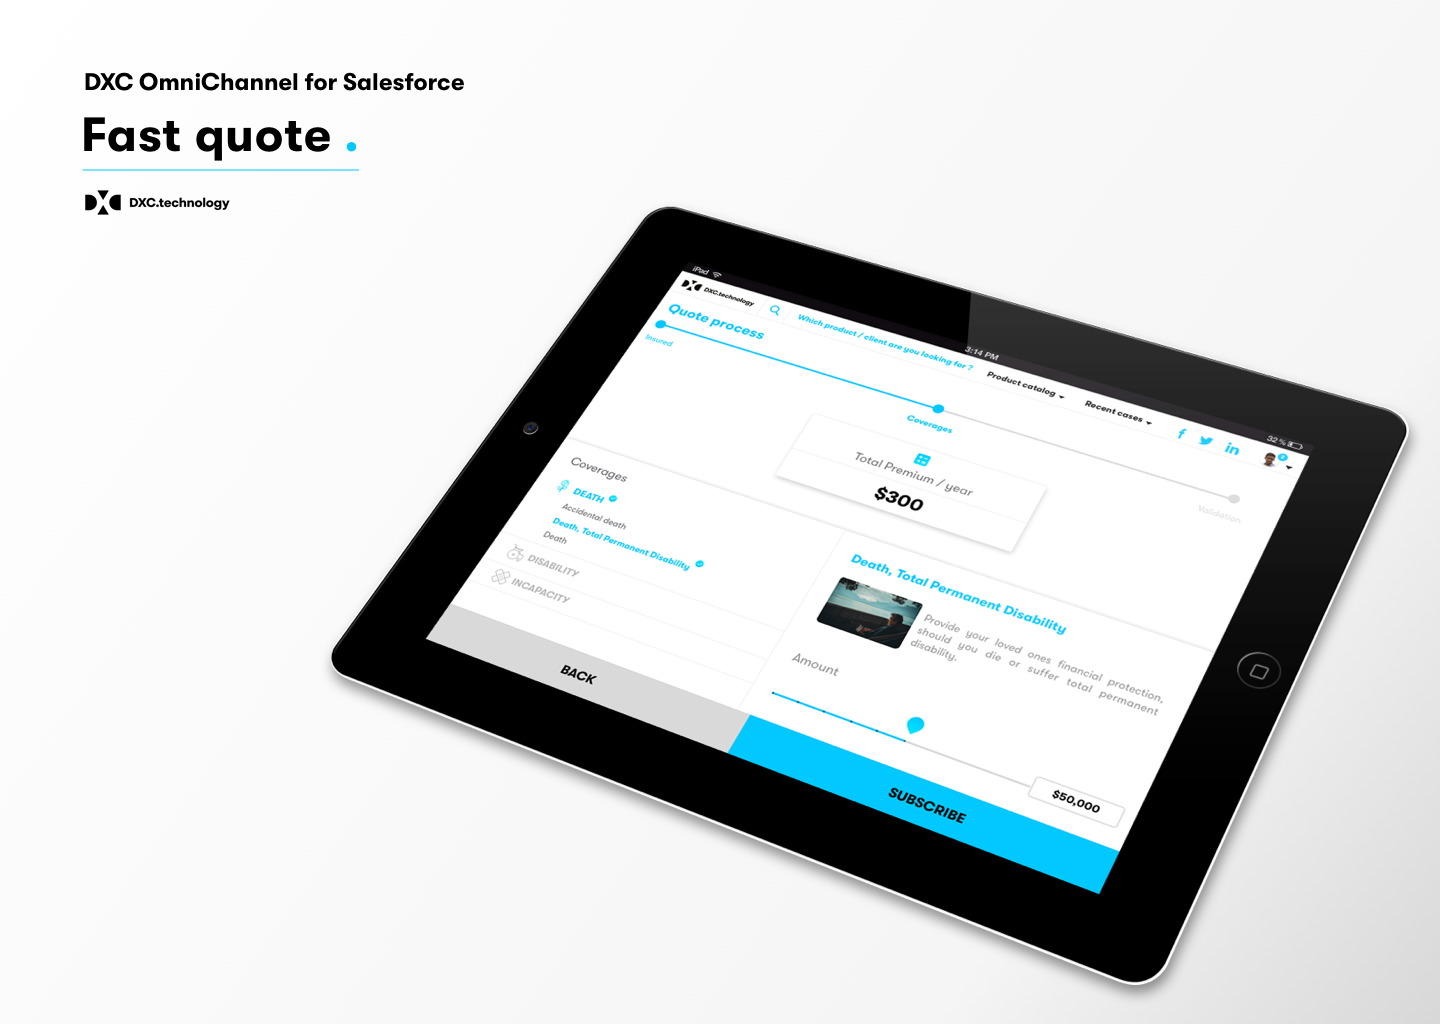 DXC OmniChannel for Salesforce
Fast quote .
DXC.technology
iPad
3:14 PM
32 %
DXC.technology
Which product / client are you looking for ?
Product catalog
Recent cases
Quote process
Insured
Coverages
Validation
Total Premium / year
$300
Coverages
DEATH
Accidental death
Death, Total Permanent Disability
Death
DISABILITY
INCAPACITY
Death, Total Permanent Disability
Provide your loved ones financial protection,
should you die or suffer total permanent
disability.
Amount
$50,000
BACK
SUBSCRIBE